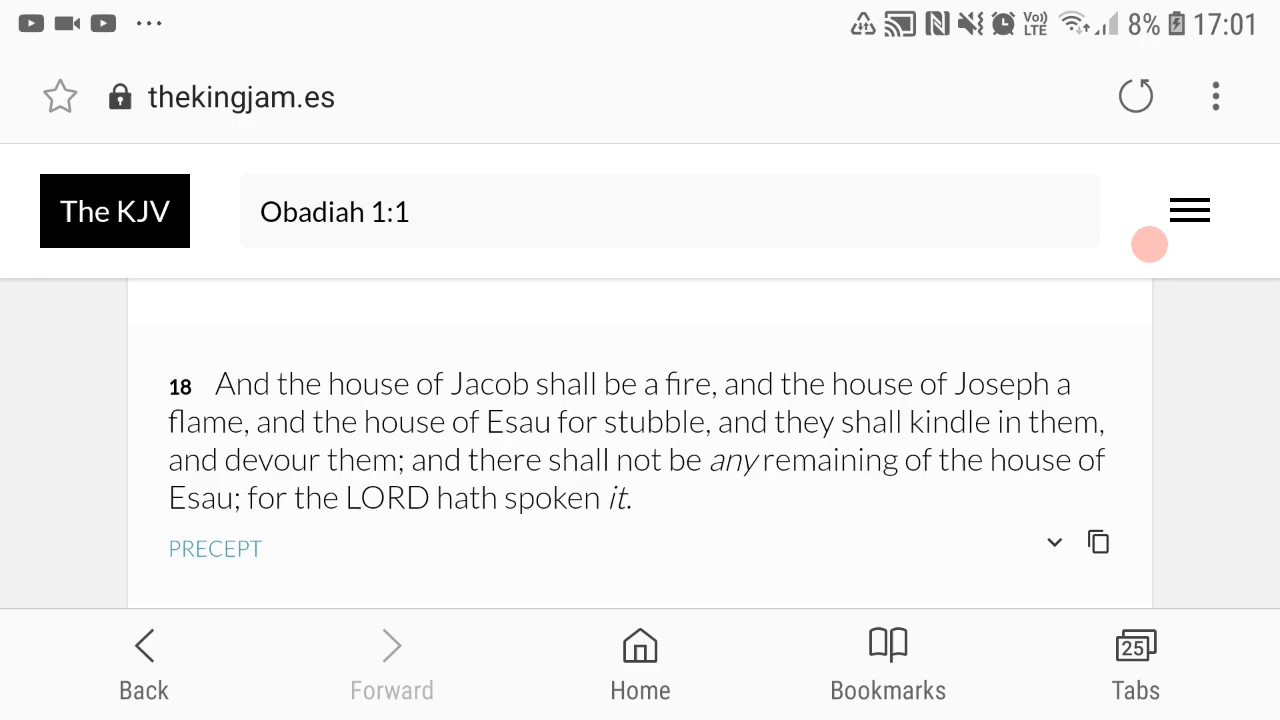 Vo)) LTE 8% 17:01
thekingjam.es
The KJV Obadiah 1:1
18 And the house of Jacob shall be a fire, and the house of Joseph a
flame, and the house of Esau for stubble, and they shall kindle in them,
and devour them; and there shall not be any remaining of the house of
Esau; for the LORD hath spoken it.
PRECEPT
25
Back Forward Home Bookmarks Tabs